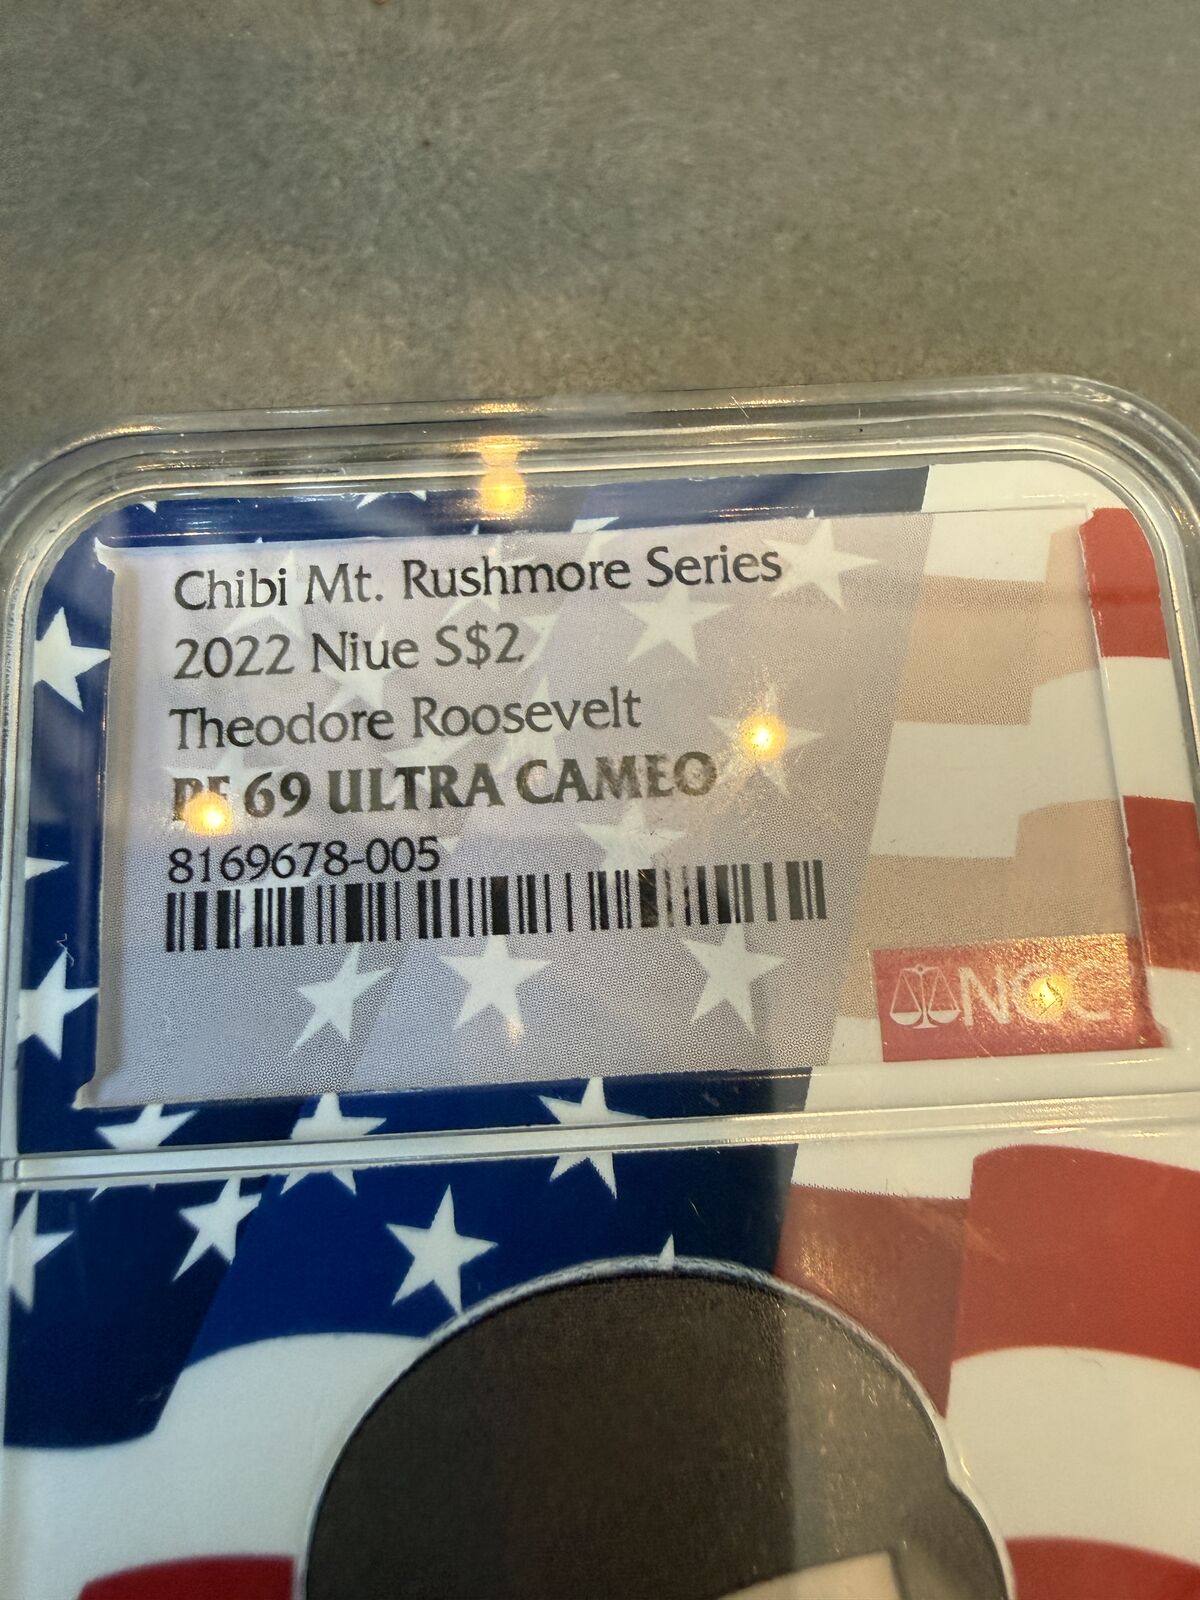 Chibi Mt. Rushmore Series
2022 Niue S$2
Theodore Roosevelt
PF 69 ULTRA CAMEO
8169678-005
NGC